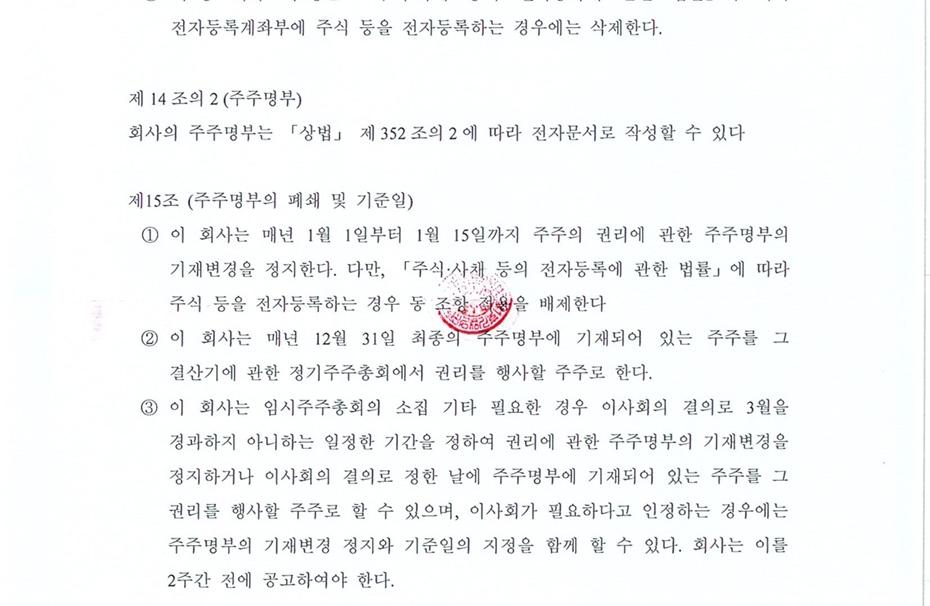 전자등록계좌부에 주식 등을 전자등록하는 경우에는 삭제한다.
제 14 조의 2 (주주명부)
회사의 주주명부는 「상법」 제 352 조의 2 에 따라 전자문서로 작성할 수 있다
제15조 (주주명부의 폐쇄 및 기준일)
① 이 회사는 매년 1월 1일부터 1월 15일까지 주주의 권리에 관한 주주명부의
기재변경을 정지한다. 다만, 「주식·사채 등의 전자등록에 관한 법률」에 따라
주식 등을 전자등록하는 경우 동 조항 적용을 배제한다
② 이 회사는 매년 12월 31일 최종의 주주명부에 기재되어 있는 주주를 그
결산기에 관한 정기주주총회에서 권리를 행사할 주주로 한다.
③ 이 회사는 임시주주총회의 소집 기타 필요한 경우 이사회의 결의로 3월을
경과하지 아니하는 일정한 기간을 정하여 권리에 관한 주주명부의 기재변경을
정지하거나 이사회의 결의로 정한 날에 주주명부에 기재되어 있는 주주를 그
권리를 행사할 주주로 할 수 있으며, 이사회가 필요하다고 인정하는 경우에는
주주명부의 기재변경 정지와 기준일의 지정을 함께 할 수 있다. 회사는 이를
2주간 전에 공고하여야 한다.